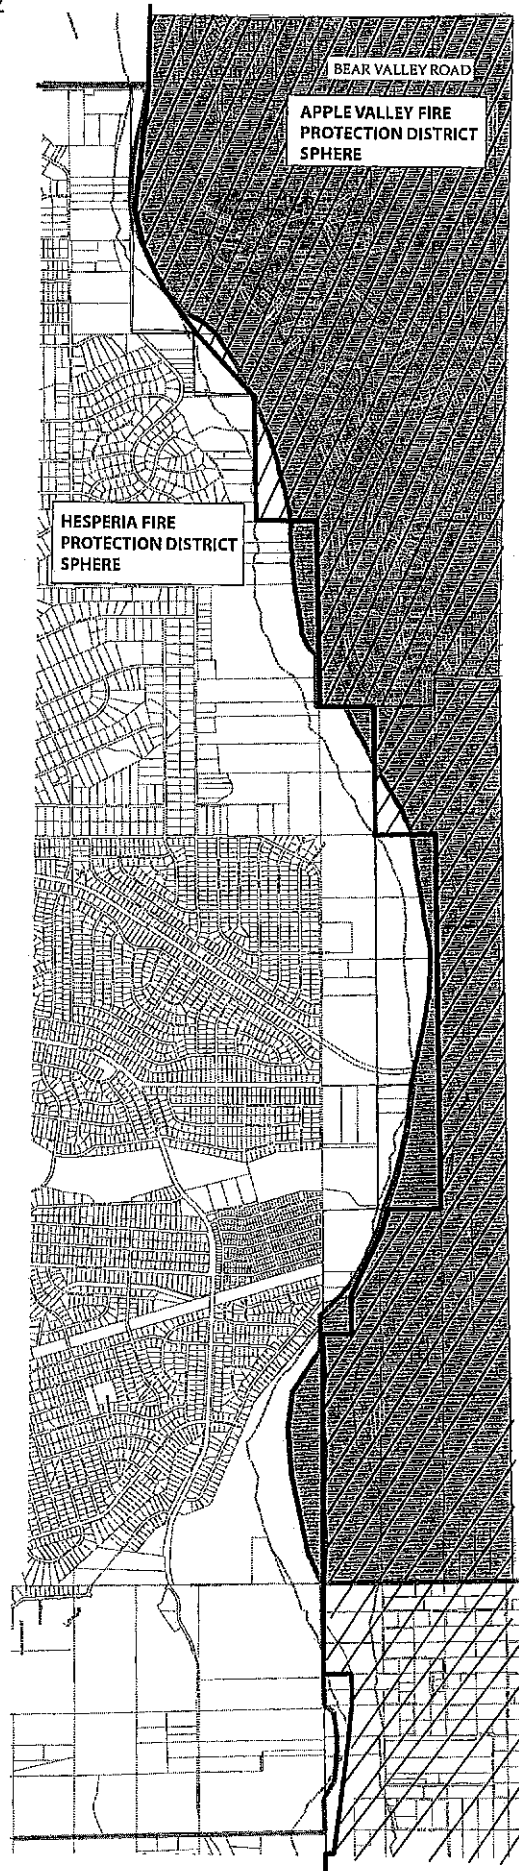 BEAR VALLEY ROAD
APPLE VALLEY FIRE
PROTECTION DISTRICT
SPHERE
HESPERIA FIRE
PROTECTION DISTRICT
SPHERE